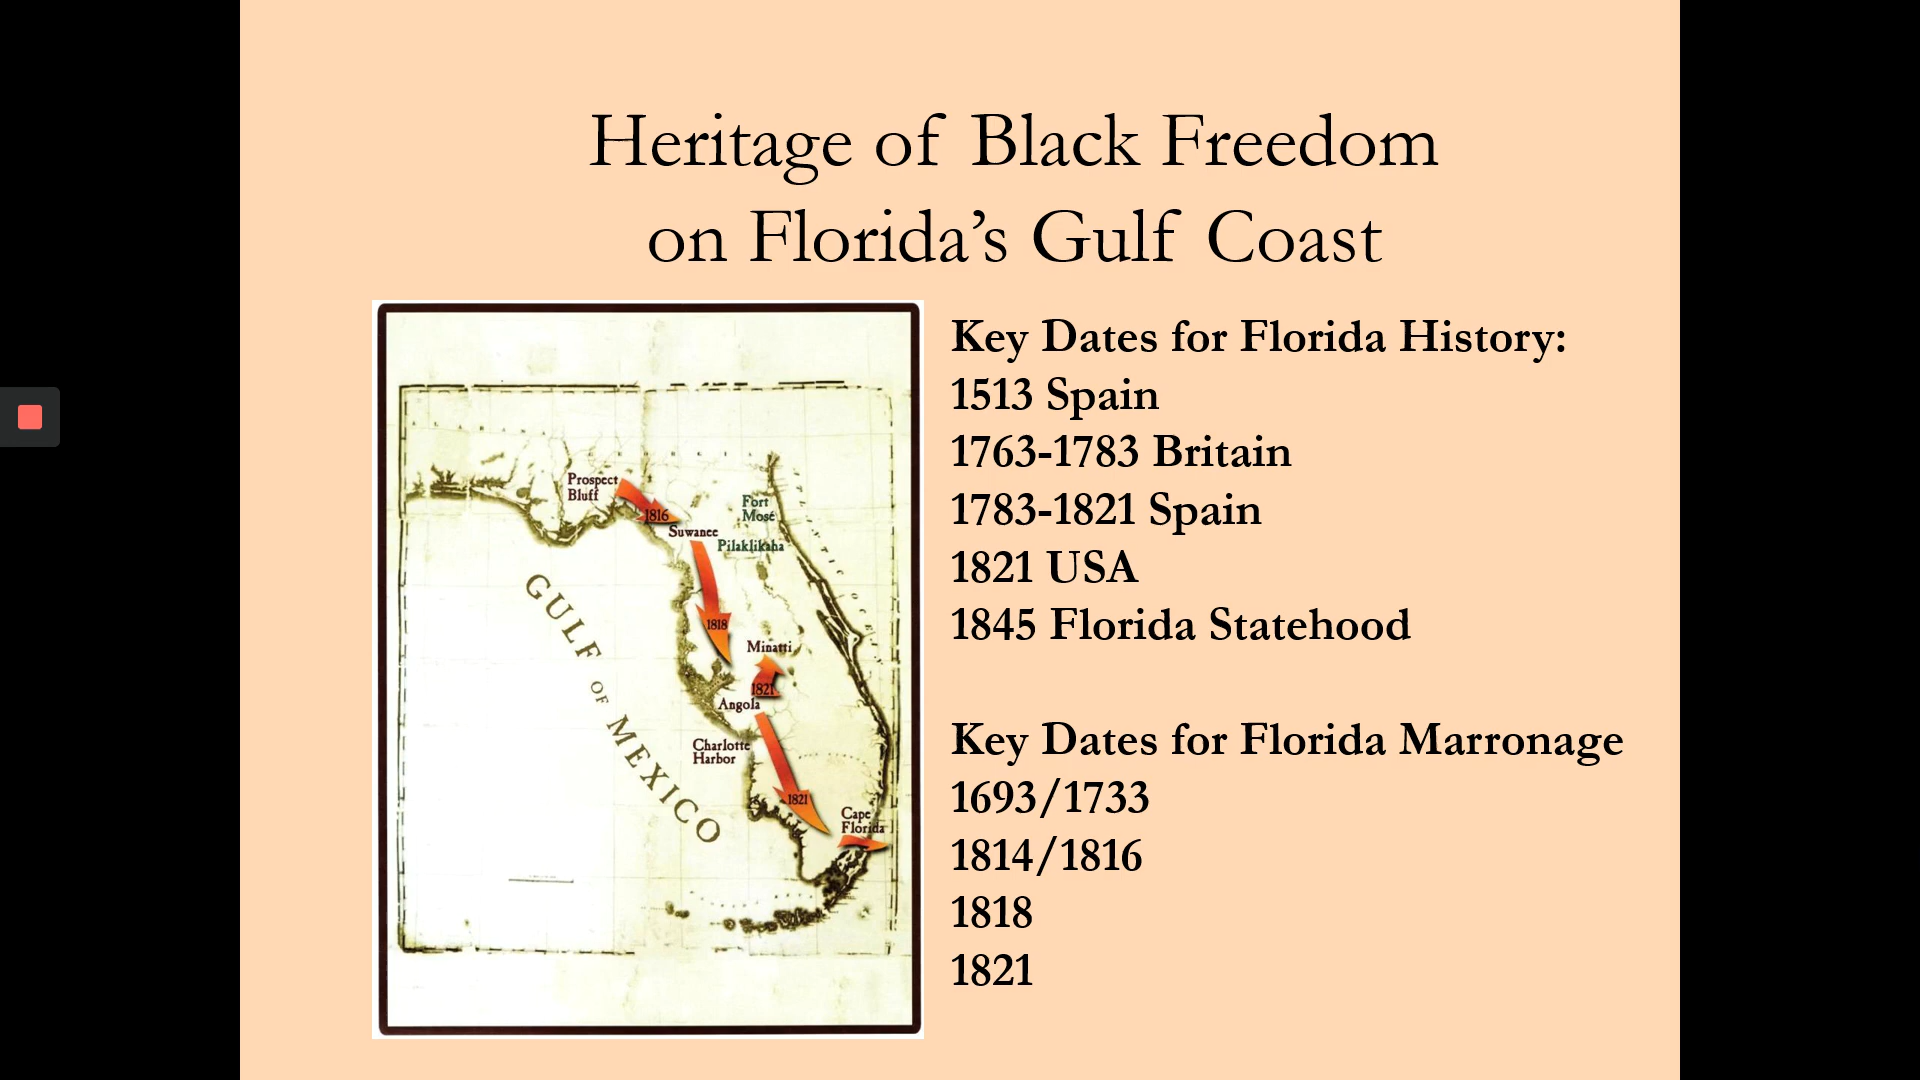 Heritage of Black Freedom
on Florida’s Gulf Coast
Key Dates for Florida History:
1513 Spain
1763-1783 Britain
1783-1821 Spain
1821 USA
1845 Florida Statehood
Key Dates for Florida Marronage
1693/1733
1814/1816
1818
1821
ALABAMA
GEORGIA
Prospect
Bluff
1816
Suwanee
Fort
Mosé
Pilaklikaha
GULF OF MEXICO
1818
Minatti
1821
Angola
Charlotte
Harbor
1821
Cape
Florida